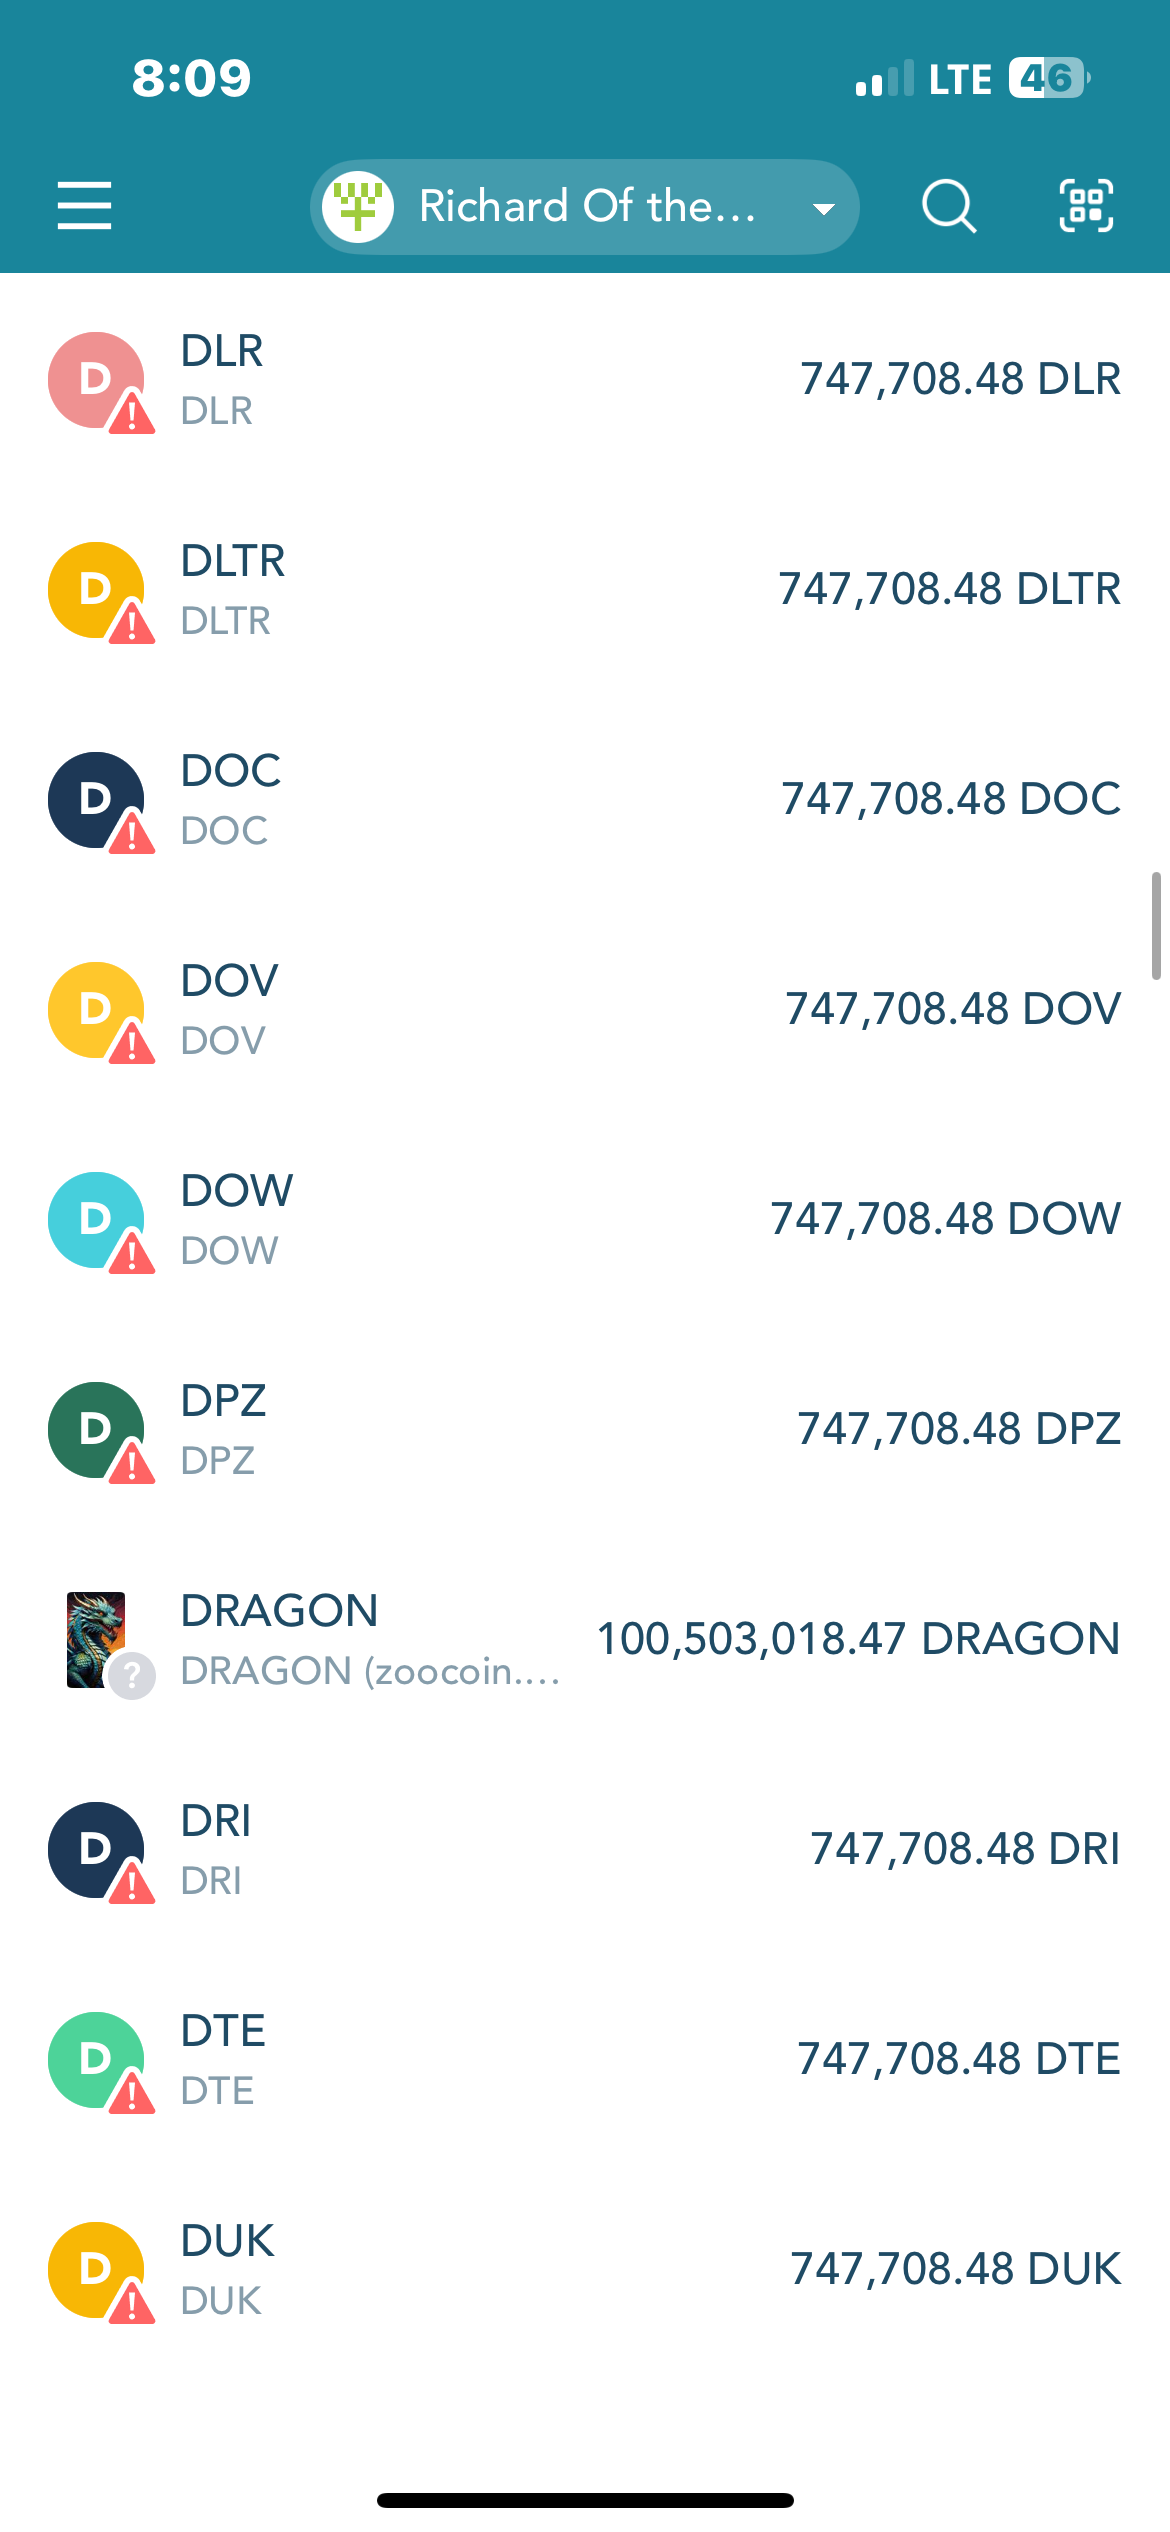 8:09
LTE 46
Richard Of the...
D
DLR
DLR
747,708.48 DLR
D
DLTR
DLTR
747,708.48 DLTR
D
DOC
DOC
747,708.48 DOC
D
DOV
DOV
747,708.48 DOV
D
DOW
DOW
747,708.48 DOW
D
DPZ
DPZ
747,708.48 DPZ
?
DRAGON
DRAGON (zoocoin....
100,503,018.47 DRAGON
D
DRI
DRI
747,708.48 DRI
D
DTE
DTE
747,708.48 DTE
D
DUK
DUK
747,708.48 DUK